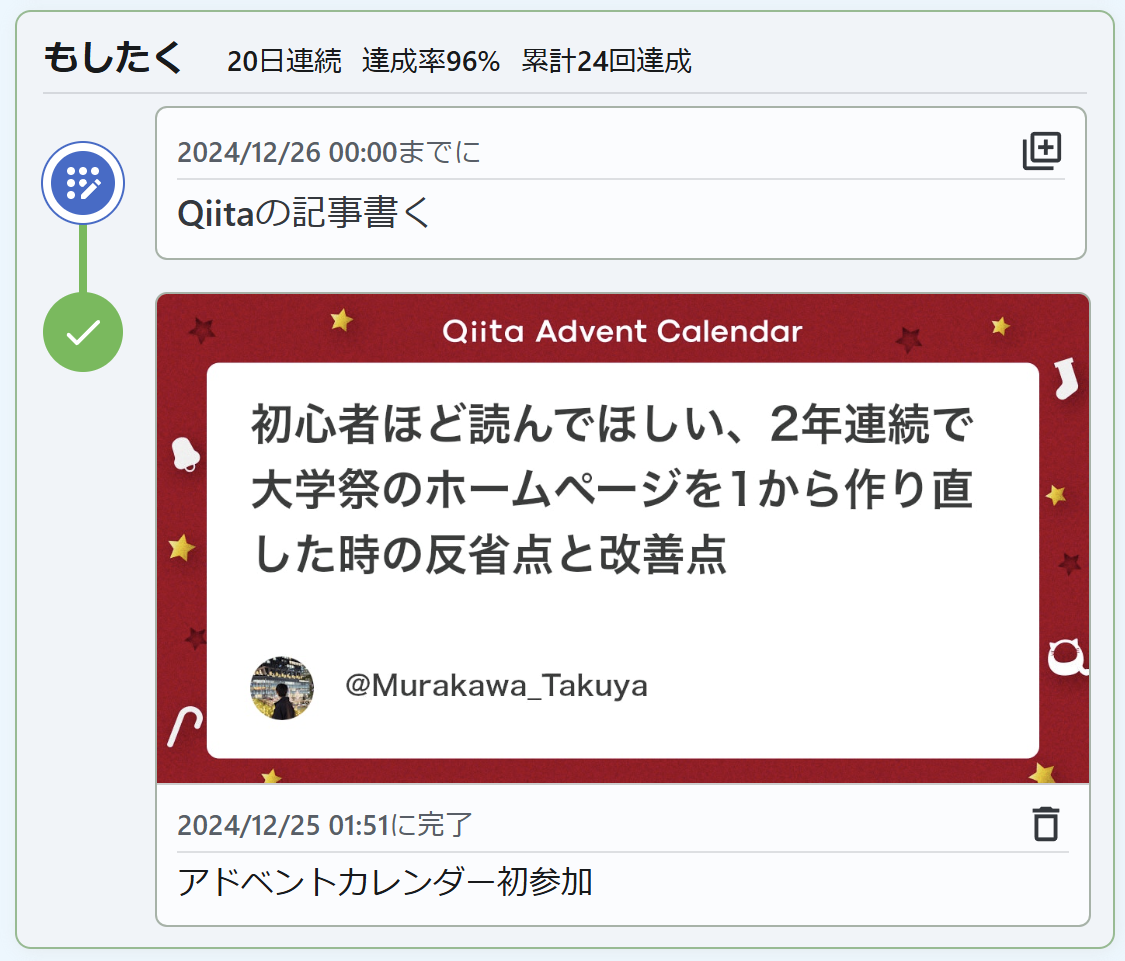 もしたく 20日連続 達成率96% 累計24回達成
2024/12/26 00:00までに
Qiitaの記事書く
Qiita Advent Calendar
初心者ほど読んでほしい、2年連続で
大学祭のホームページを1から作り直
した時の反省点と改善点
@Murakawa_Takuya
2024/12/25 01:51に完了
アドベントカレンダー初参加